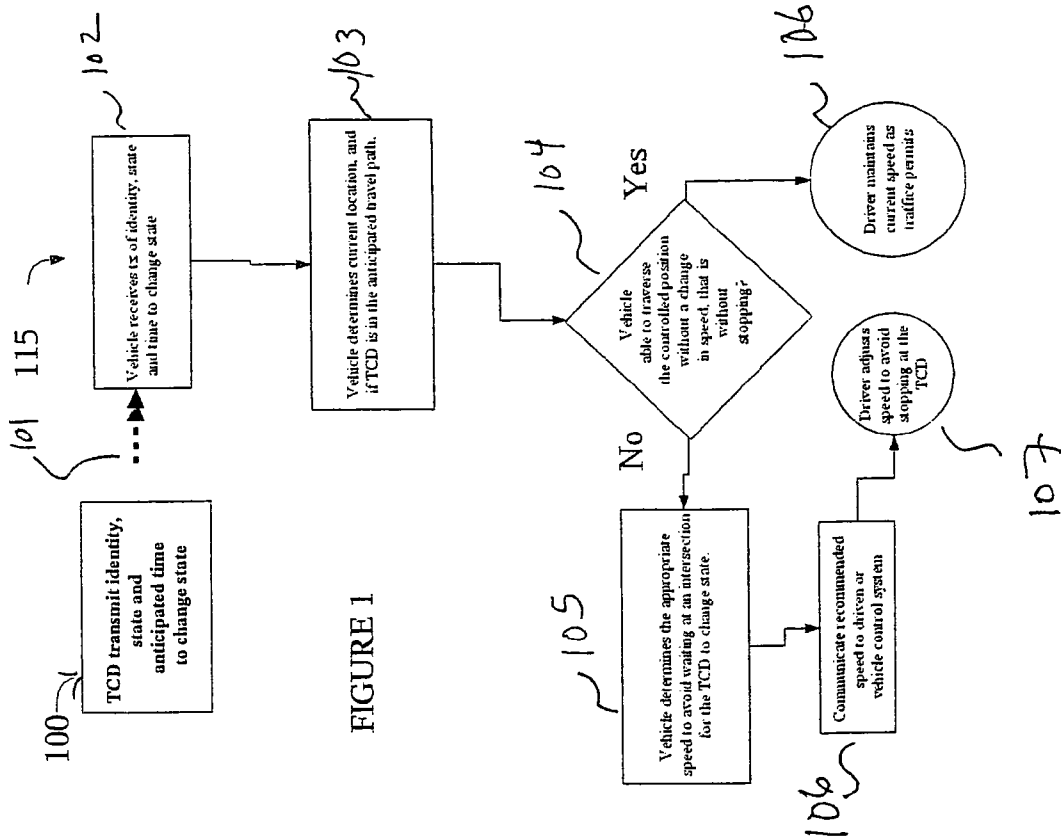 115
100
TCD transmit identity,
state and
anticipated time
to change state
101
102
Vehicle receives tx of identity, state
and time to change state
103
Vehicle determines current location, and
if TCD is in the anticipated travel path.
FIGURE 1
104
Vehicle
able to traverse
the controlled position
without a change
in speed, that is
without
stopping?
No
Yes
105
Vehicle determines the appropriate
speed to avoid waiting at an intersection
for the TCD to change state.
106
Communicate recommended
speed to driven or
vehicle control system
107
Driver adjusts
speed to avoid
stopping at the
TCD
106
Driver maintains
current speed as
traffice permits